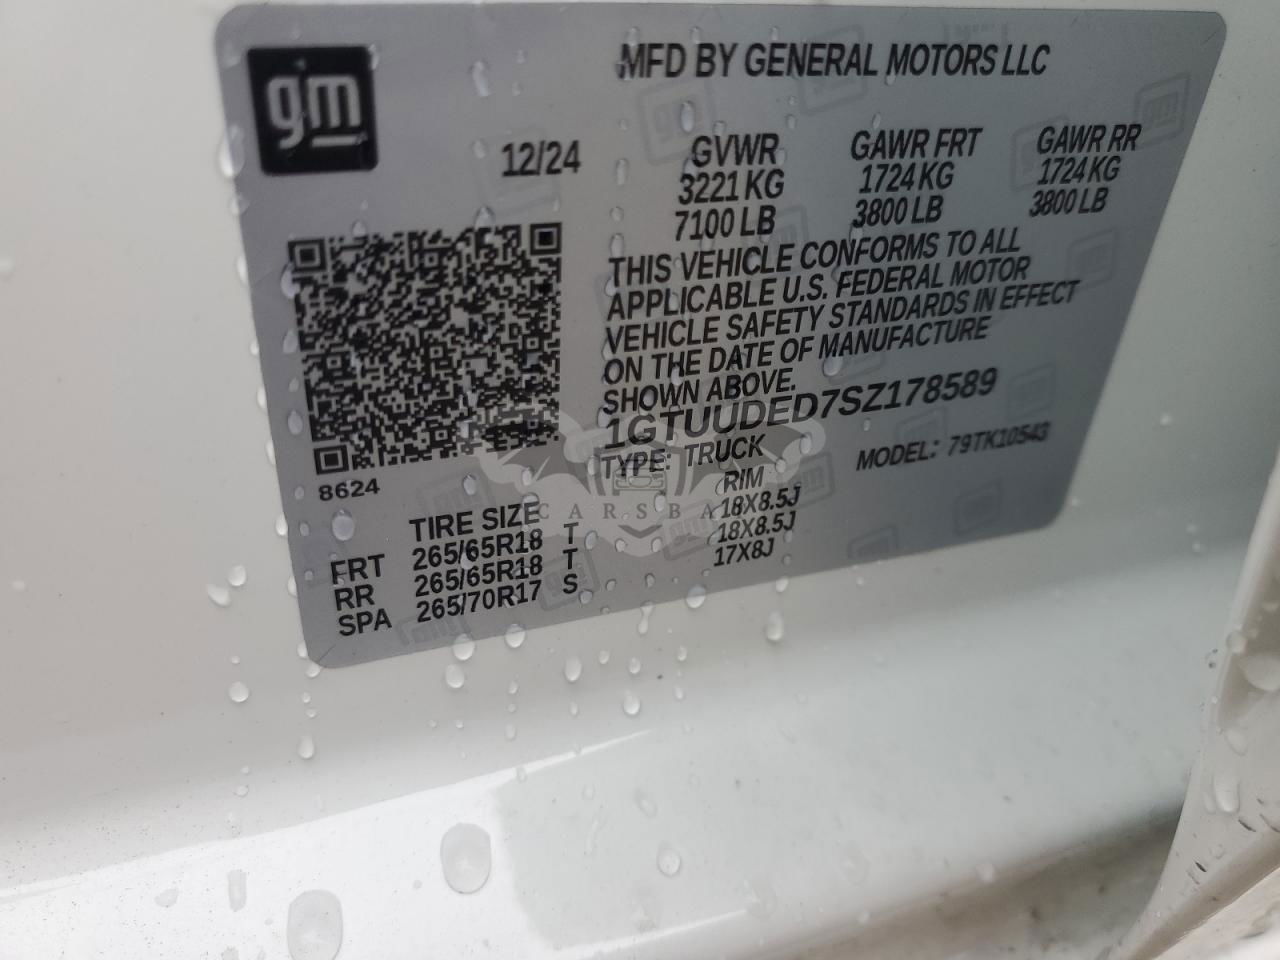 gm
MFD BY GENERAL MOTORS LLC
12/24
GVWR GAWR FRT GAWR RR
3221 KG 1724 KG 1724 KG
7100 LB 3800 LB 3800 LB
THIS VEHICLE CONFORMS TO ALL
APPLICABLE U.S. FEDERAL MOTOR
VEHICLE SAFETY STANDARDS IN EFFECT
ON THE DATE OF MANUFACTURE
SHOWN ABOVE.
1GTUUDED7SZ178589
TYPE: TRUCK MODEL: 79TK10543
8624
TIRE SIZE RIM
FRT 265/65R18 T 18X8.5J
RR 265/65R18 T 18X8.5J
SPA 265/70R17 S 17X8J
CARSBA